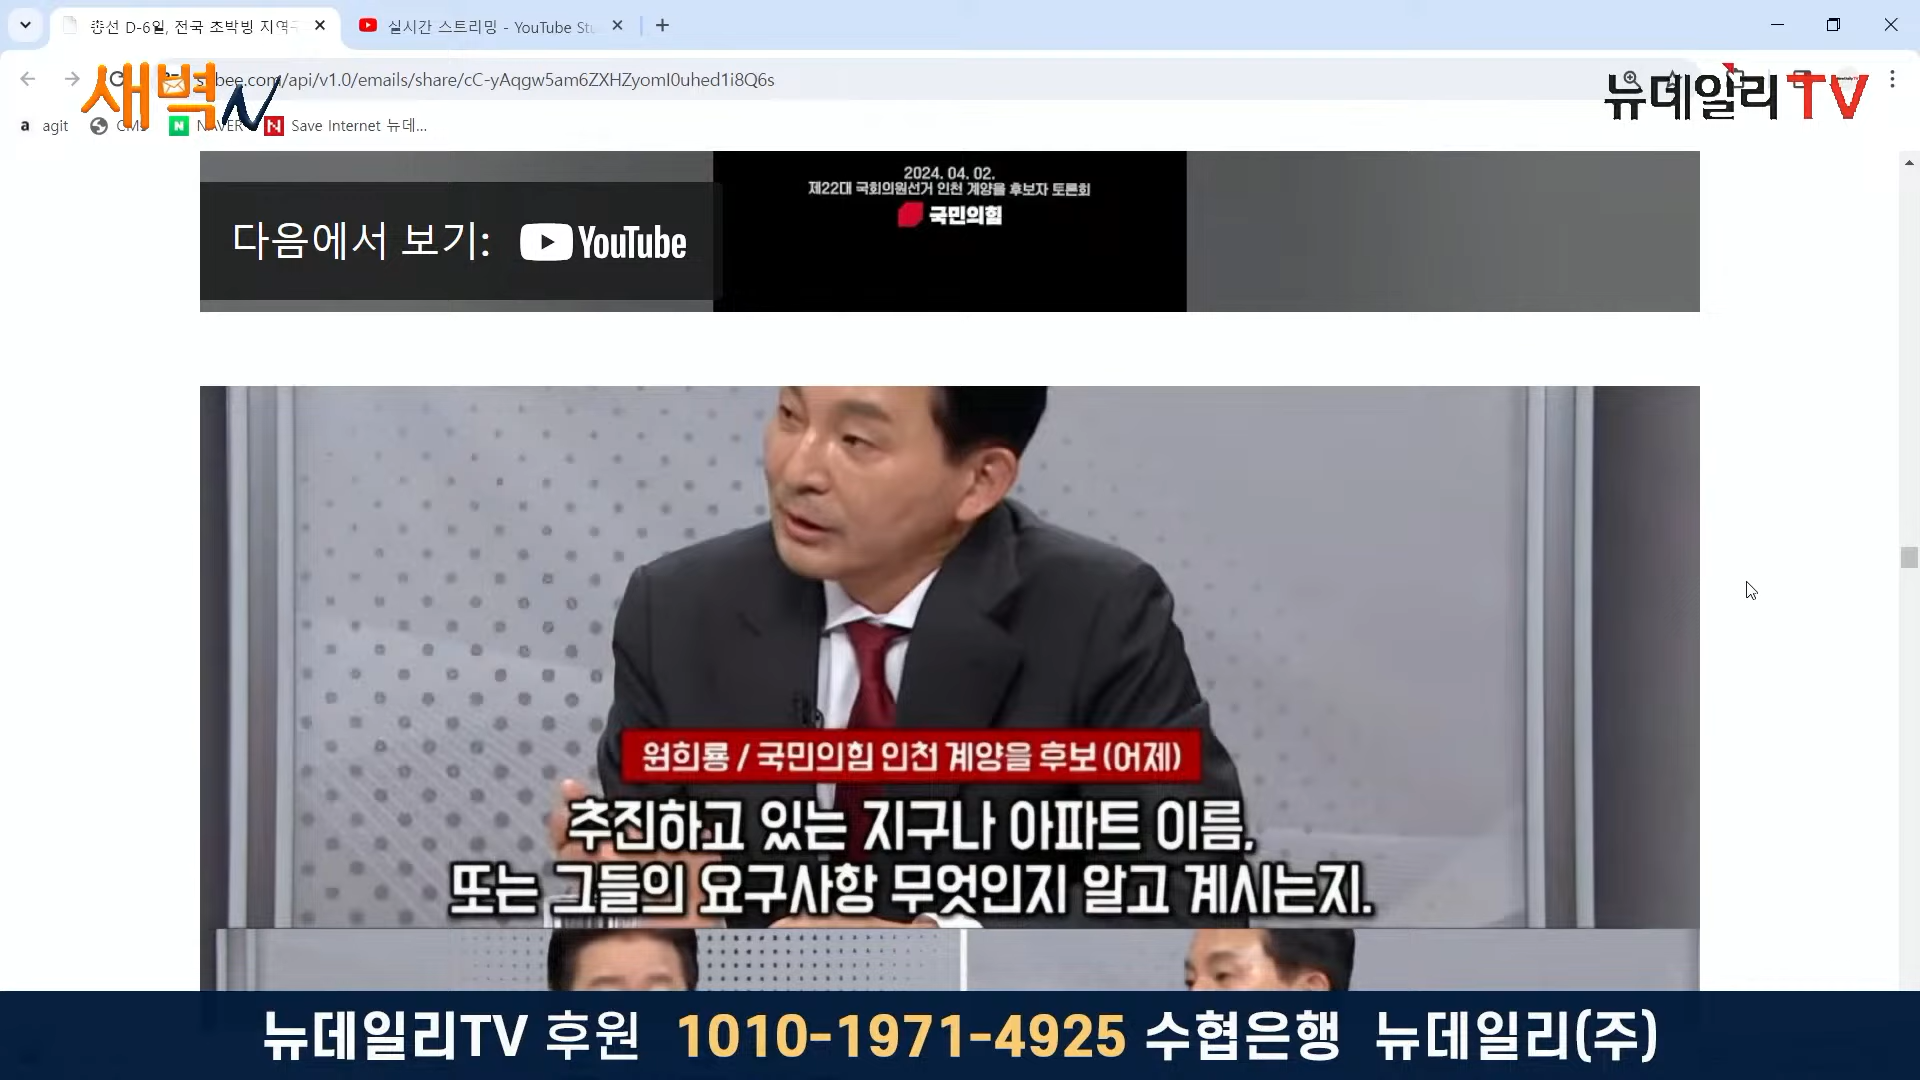 총선 D-6일, 전국 초박빙 지역구
실시간 스트리밍 - YouTube Stu
새벽N
stibee.com/api/v1.0/emails/share/cC-yAqgw5am6ZXHZyomI0uhed1i8Q6s
뉴데일리TV
a agit CMS NAVER Save Internet 뉴데...
2024. 04. 02.
제22대 국회의원선거 인천 계양을 후보자 토론회
국민의힘
다음에서 보기: YouTube
원희룡 / 국민의힘 인천 계양을 후보 (어제)
추진하고 있는 지구나 아파트 이름,
또는 그들의 요구사항 무엇인지 알고 계시는지.
뉴데일리TV 후원 1010-1971-4925 수협은행 뉴데일리(주)